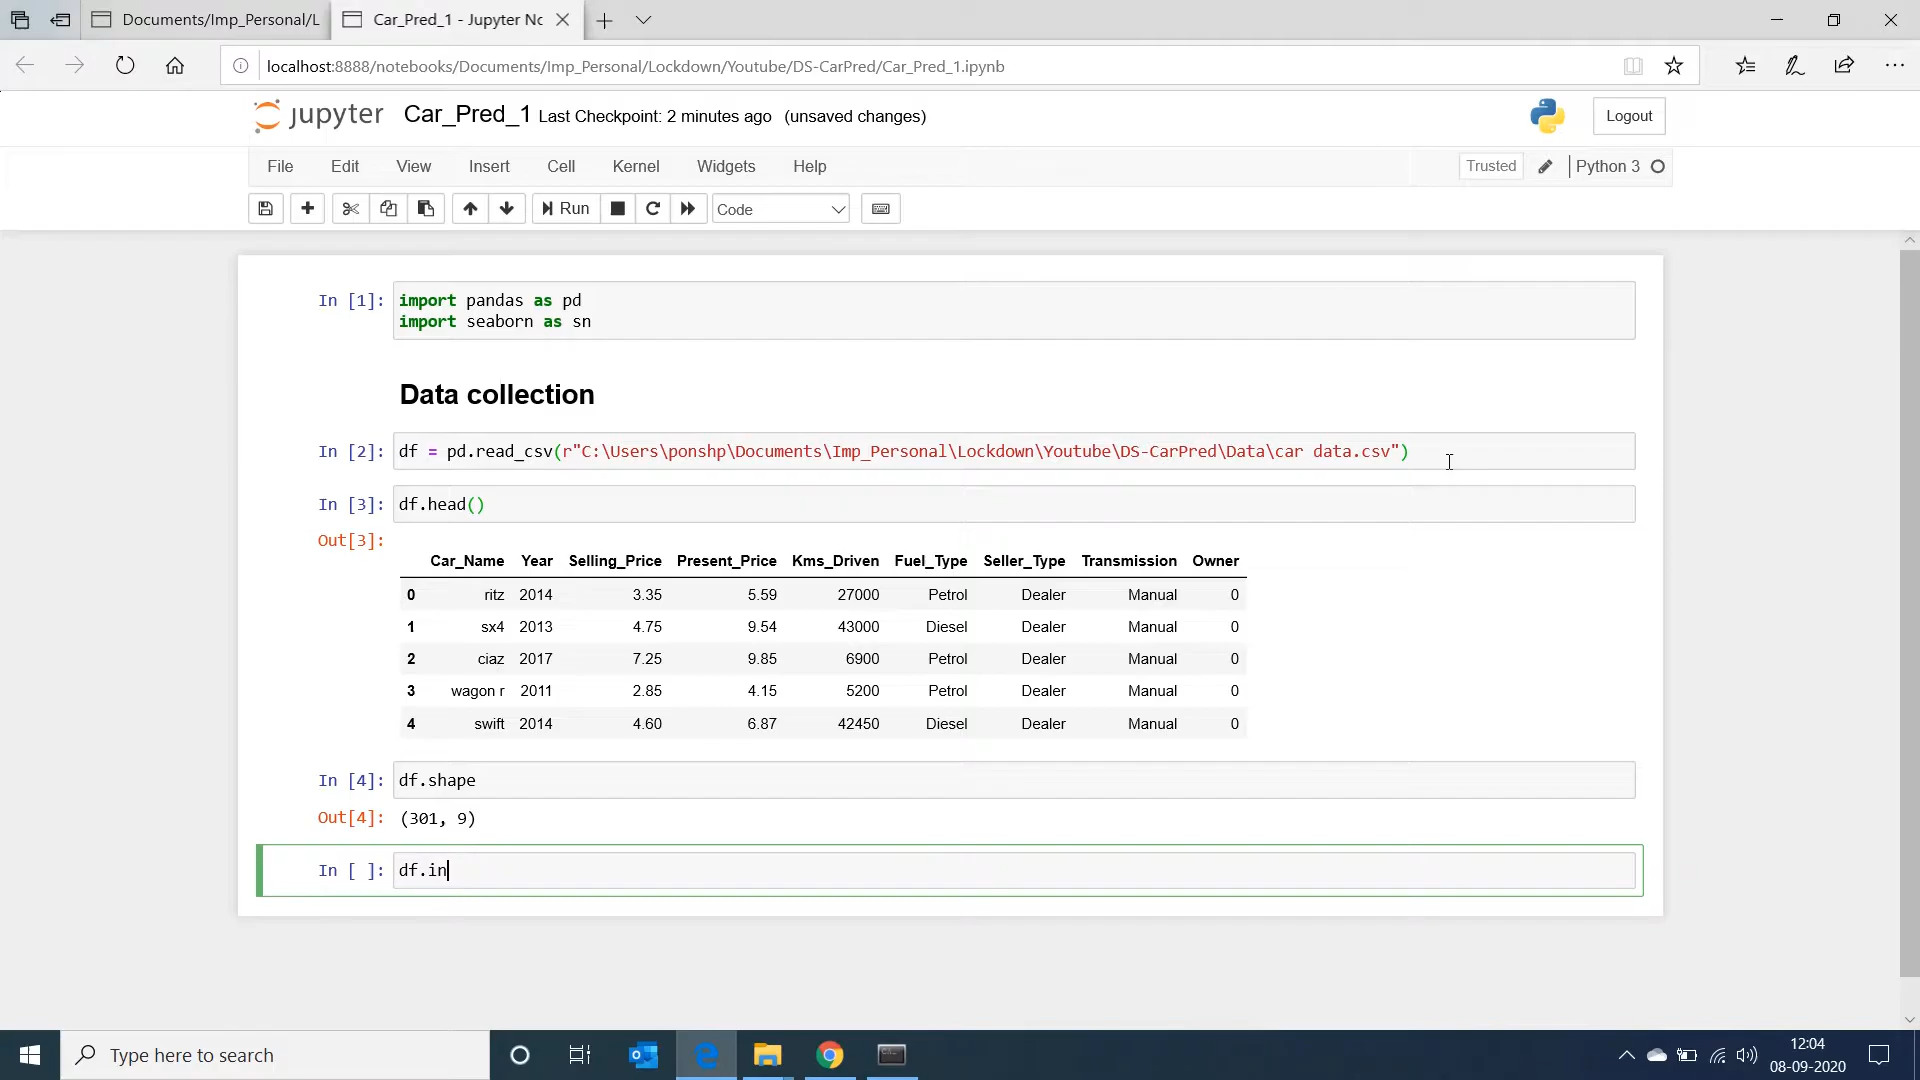 Documents/Imp_Personal/L
Car_Pred_1 - Jupyter Nc
localhost:8888/notebooks/Documents/Imp_Personal/Lockdown/Youtube/DS-CarPred/Car_Pred_1.ipynb
jupyter Car_Pred_1 Last Checkpoint: 2 minutes ago (unsaved changes)
Logout
File Edit View Insert Cell Kernel Widgets Help
Trusted Python 3
Run Code
In [1]: import pandas as pd
import seaborn as sn
Data collection
In [2]: df = pd.read_csv(r"C:\Users\ponshp\Documents\Imp_Personal\Lockdown\Youtube\DS-CarPred\Data\car data.csv")
In [3]: df.head()
Out[3]:
Car_Name Year Selling_Price Present_Price Kms_Driven Fuel_Type Seller_Type Transmission Owner
0 ritz 2014 3.35 5.59 27000 Petrol Dealer Manual 0
1 sx4 2013 4.75 9.54 43000 Diesel Dealer Manual 0
2 ciaz 2017 7.25 9.85 6900 Petrol Dealer Manual 0
3 wagon r 2011 2.85 4.15 5200 Petrol Dealer Manual 0
4 swift 2014 4.60 6.87 42450 Diesel Dealer Manual 0
In [4]: df.shape
Out[4]: (301, 9)
In [ ]: df.in
Type here to search
12:04
08-09-2020